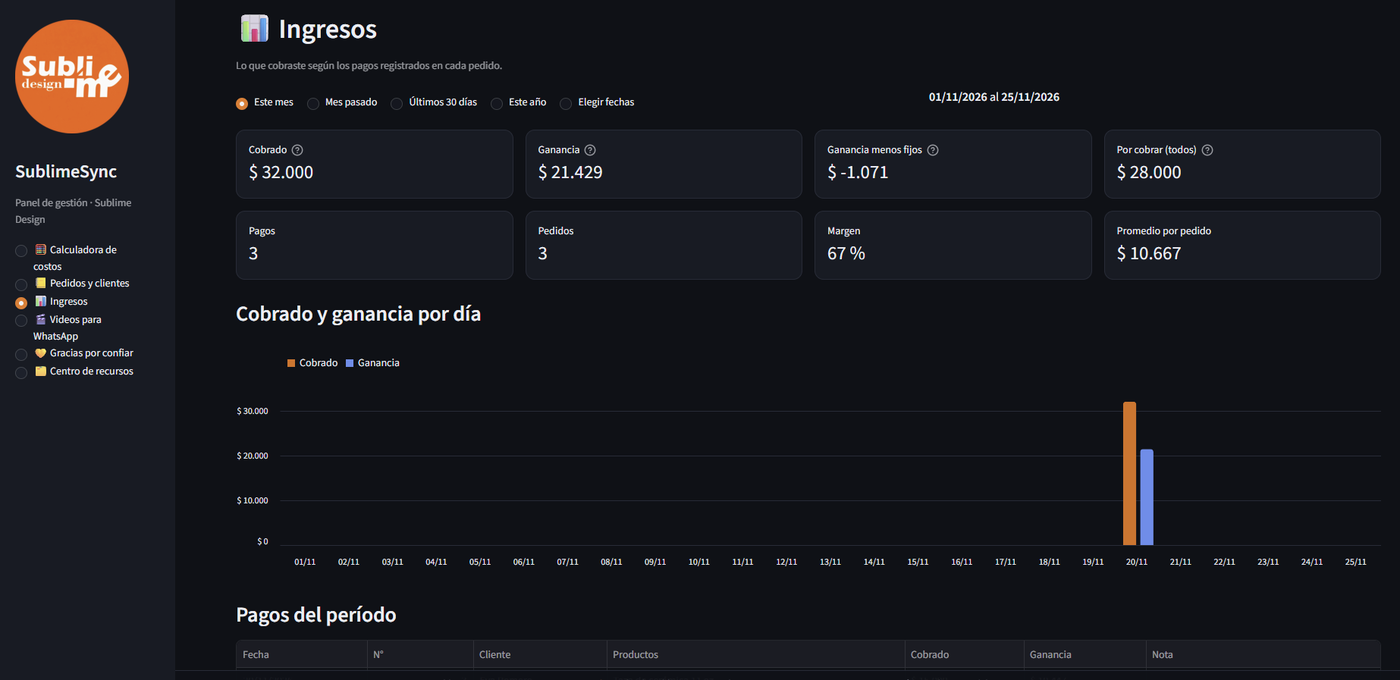 Sublime
design
SublimeSync
Panel de gestión · Sublime
Design
Calculadora de
costos
Pedidos y clientes
Ingresos
Videos para
WhatsApp
Gracias por confiar
Centro de recursos
Ingresos
Lo que cobraste según los pagos registrados en cada pedido.
Este mes Mes pasado Últimos 30 días Este año Elegir fechas
01/11/2026 al 25/11/2026
Cobrado Ganancia Ganancia menos fijos Por cobrar (todos)
$ 32.000 $ 21.429 $ -1.071 $ 28.000
Pagos Pedidos Margen Promedio por pedido
3 3 67 % $ 10.667
Cobrado y ganancia por día
Cobrado Ganancia
$ 30.000
$ 20.000
$ 10.000
$ 0
01/11 02/11 03/11 04/11 05/11 06/11 07/11 08/11 09/11 10/11 11/11 12/11 13/11 14/11 15/11 16/11 17/11 18/11 19/11 20/11 21/11 22/11 23/11 24/11 25/11
Pagos del período
Fecha N° Cliente Productos Cobrado Ganancia Nota